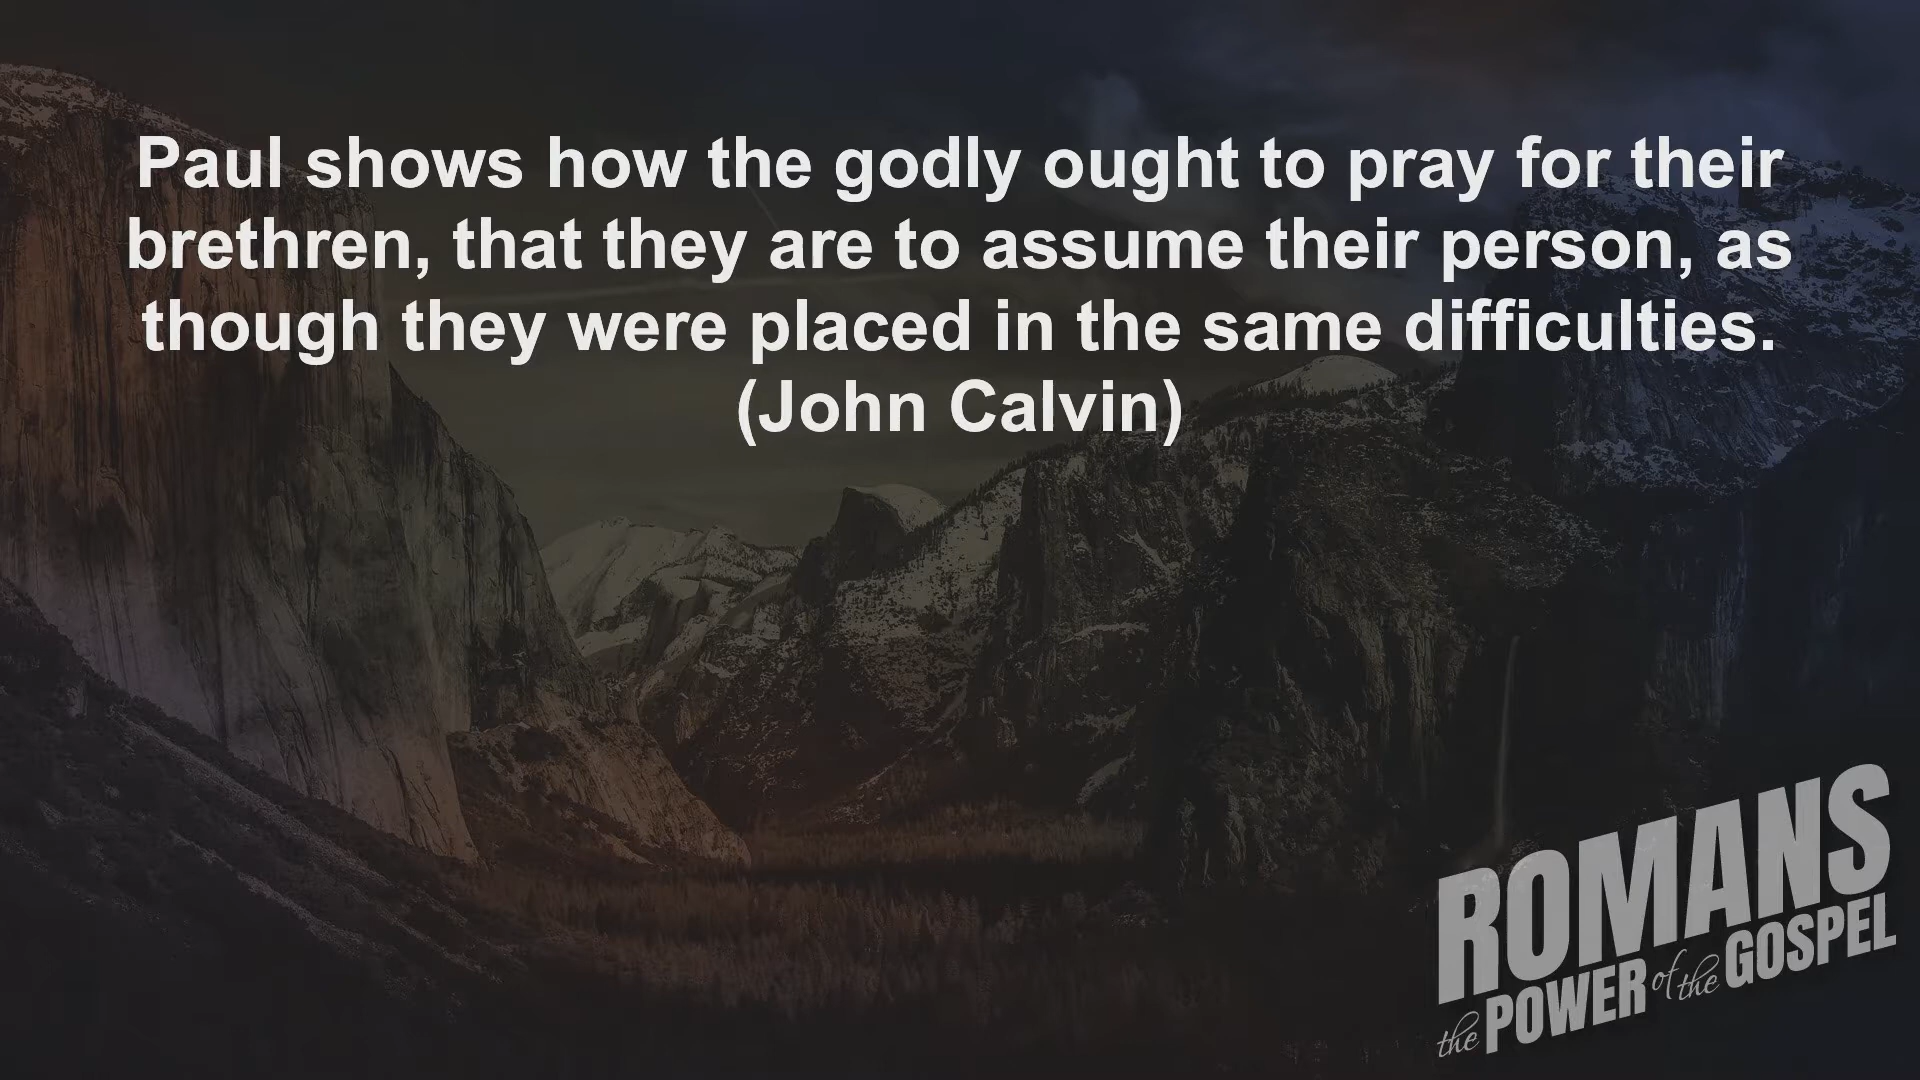 Paul shows how the godly ought to pray for their
brethren, that they are to assume their person, as
though they were placed in the same difficulties.
(John Calvin)
ROMANS
the POWER of the GOSPEL